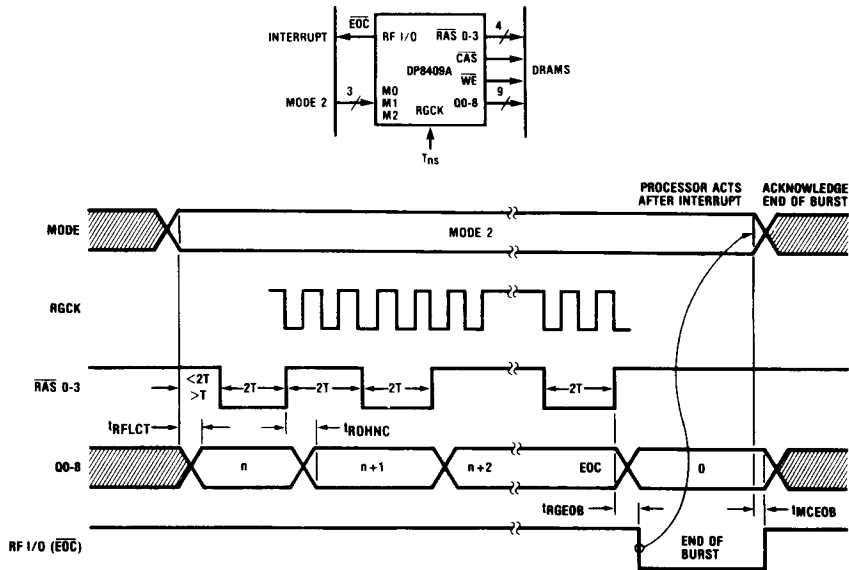 EOC
INTERRUPT
RF I/O
RAS 0-3
4
CAS
DP8409A
WE
DRAMS
MODE 2
3
M0
M1
M2
RGCK
Q0-8
9
Tns
PROCESSOR ACTS
AFTER INTERRUPT
ACKNOWLEDGE
END OF BURST
MODE
MODE 2
RGCK
RAS 0-3
<2T
>T
2T
2T
2T
2T
tRFLCT
tROHNC
Q0-8
n
n+1
n+2
EOC
0
tRGEOB
tMCEOB
RF I/O (EOC)
END OF
BURST